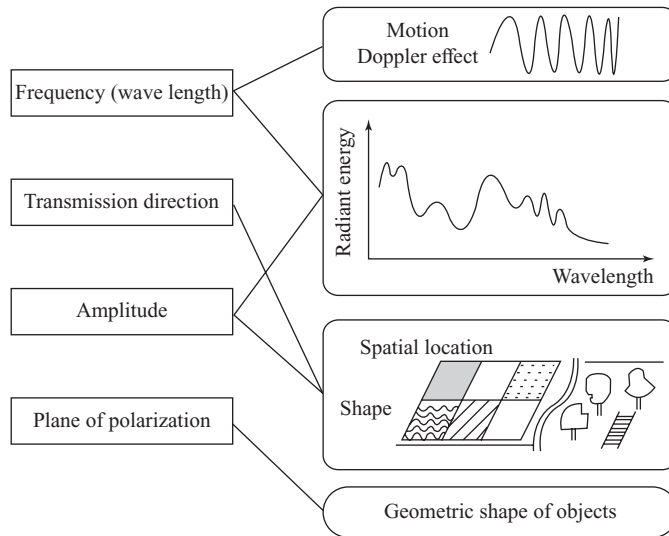 Motion
Doppler effect
Frequency (wave length)
Radiant energy
Wavelength
Transmission direction
Amplitude
Spatial location
Shape
Plane of polarization
Geometric shape of objects